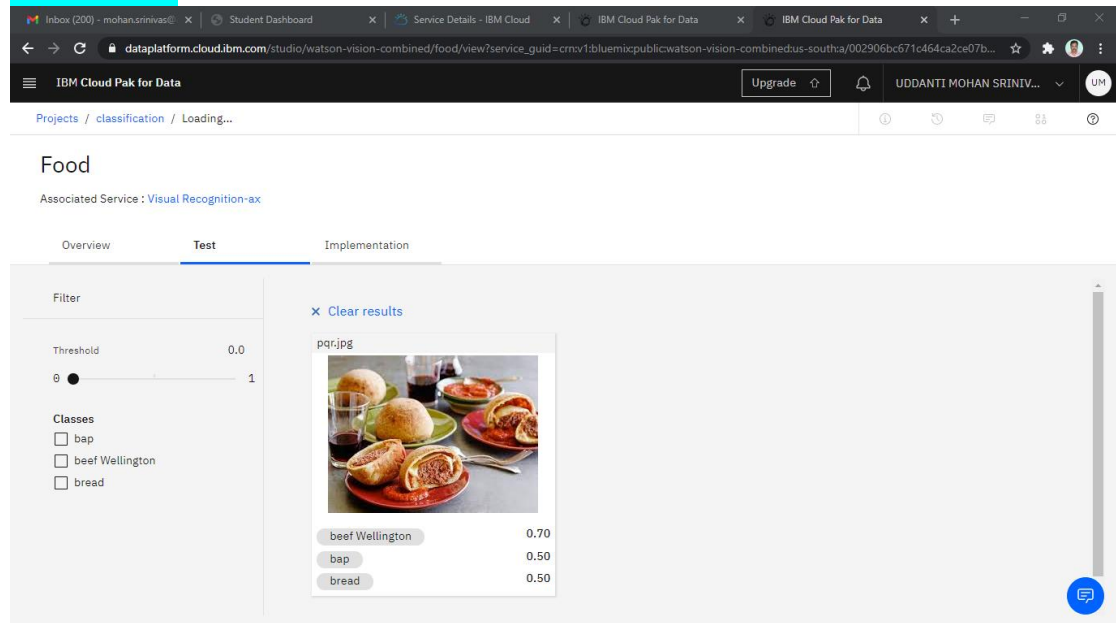 Inbox (200) - mohan.srinivas@ Student Dashboard Service Details - IBM Cloud IBM Cloud Pak for Data IBM Cloud Pak for Data
dataplatform.cloud.ibm.com/studio/watson-vision-combined/food/view?service_guid=crn:v1:bluemix:public:watson-vision-combined:us-south:a/002906bc671c464ca2ce07b...
IBM Cloud Pak for Data Upgrade UDDANTI MOHAN SRINIV... UM
Projects / classification / Loading...
Food
Associated Service : Visual Recognition-ax
Overview Test Implementation
Filter
Threshold 0.0
0 1
Classes
bap
beef Wellington
bread
Clear results
pqr.jpg
beef Wellington 0.70
bap 0.50
bread 0.50